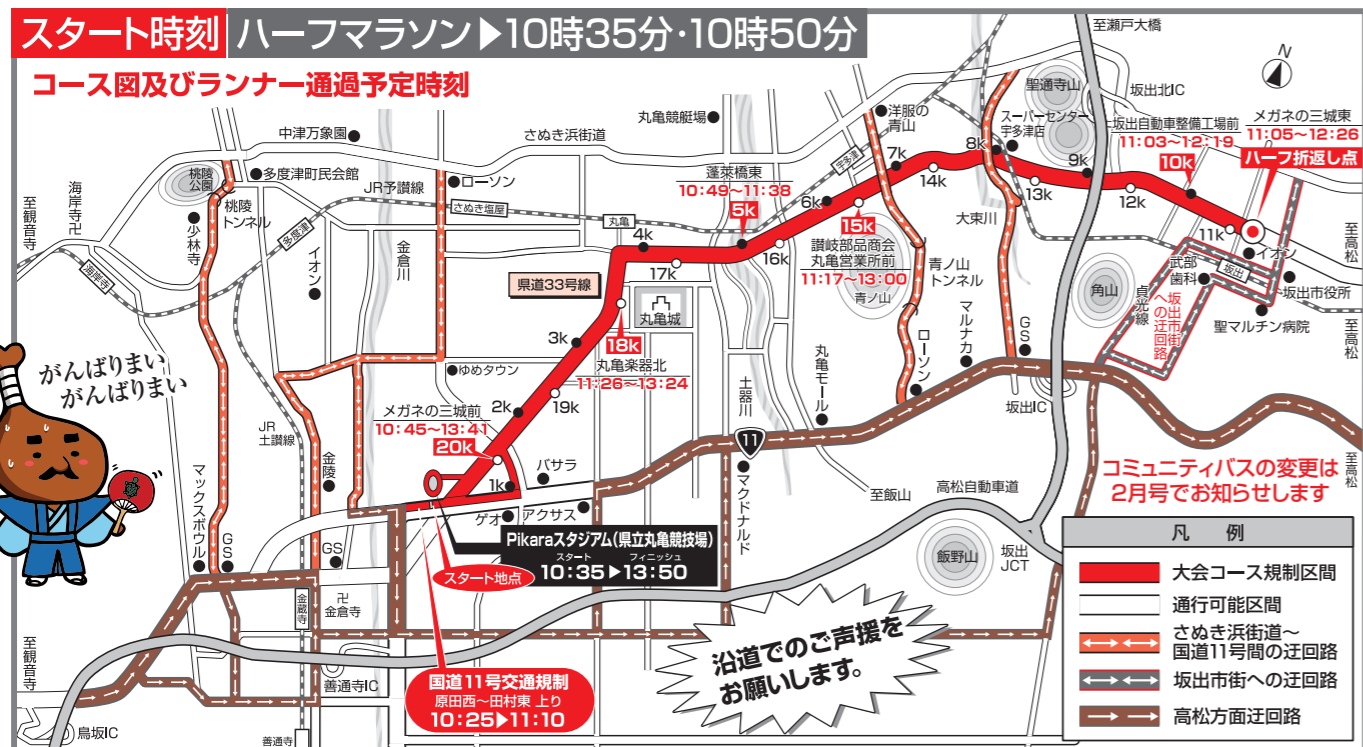 スタート時刻 ハーフマラソン▶10時35分・10時50分
コース図及びランナー通過予定時刻
至瀬戸大橋
N
聖通寺山
坂出北IC
スーパーセンター
宇多津店
坂出自動車整備工場前
11:03~12:19
10k
メガネの三城東
11:05~12:26
ハーフ折返し点
丸亀競艇場
洋服の
青山
中津万象園
さぬき浜街道
宇多津
蓬莱橋東
10:49~11:38
5k
桃陵
公園
多度津町民会館
JR予讃線
ローソン
さぬき塩屋
丸亀
桃陵
トンネル
少林寺
多度津
海岸寺卍
至観音寺
海岸寺
イオン
金倉川
4k
6k
7k
8k
9k
14k
13k
12k
11k
15k
16k
17k
讃岐部品商会
丸亀営業所前
11:17~13:00
青ノ山
青ノ山
トンネル
大束川
角山
武部
歯科
坂出
イオン
坂出市役所
聖マルチン病院
貞光線
坂出市街
への迂回路
至高松
至高松
県道33号線
丸亀城
18k
丸亀楽器北
11:26~13:24
3k
19k
2k
ゆめタウン
メガネの三城前
10:45~13:41
20k
1k
バサラ
ゲオ
アクサス
土器川
丸亀モール
ローソン
マルナカ
GS
坂出IC
11
マクドナルド
至飯山
高松自動車道
飯野山
坂出
JCT
至高松
がんばりまい
がんばりまい
JR
土讃線
金陵
マックスボウル
GS
GS
金蔵寺
卍
金倉寺
善通寺IC
善通寺
至観音寺
鳥坂IC
Pikaraスタジアム(県立丸亀競技場)
スタート フィニッシュ
10:35▶13:50
スタート地点
国道11号交通規制
原田西~田村東 上り
10:25▶11:10
沿道でのご声援を
お願いします。
コミュニティバスの変更は
2月号でお知らせします
凡 例
大会コース規制区間
通行可能区間
さぬき浜街道~
国道11号間の迂回路
坂出市街への迂回路
高松方面迂回路